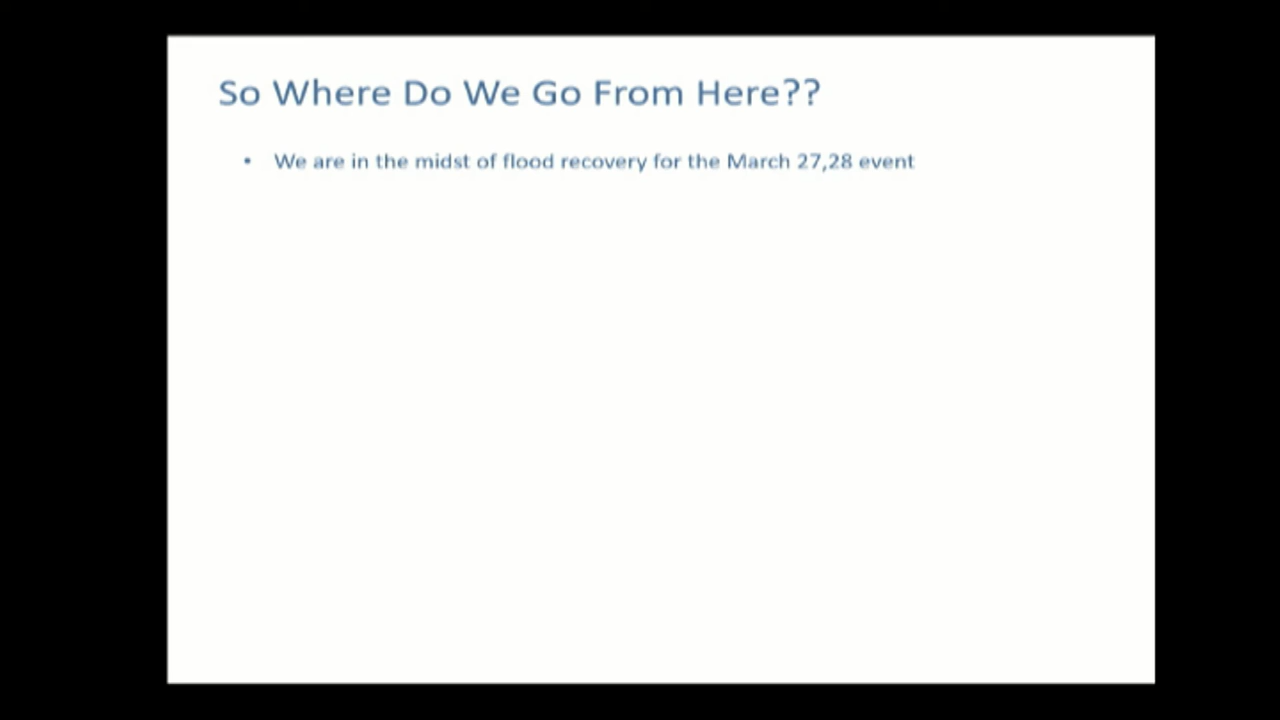 So Where Do We Go From Here??
• We are in the midst of flood recovery for the March 27,28 event